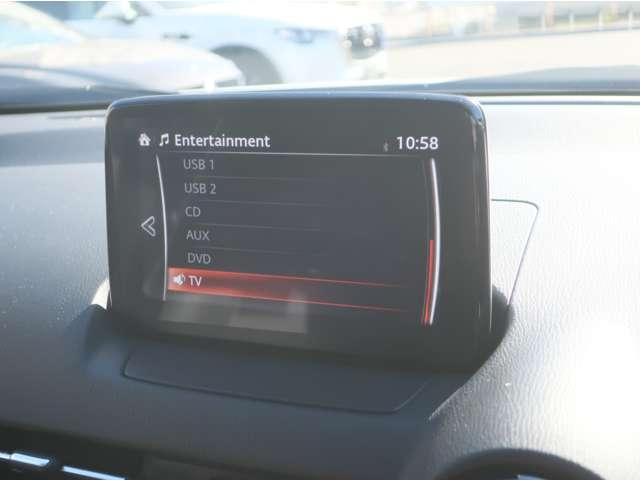 Entertainment 10:58
USB 1
USB 2
CD
AUX
DVD
TV